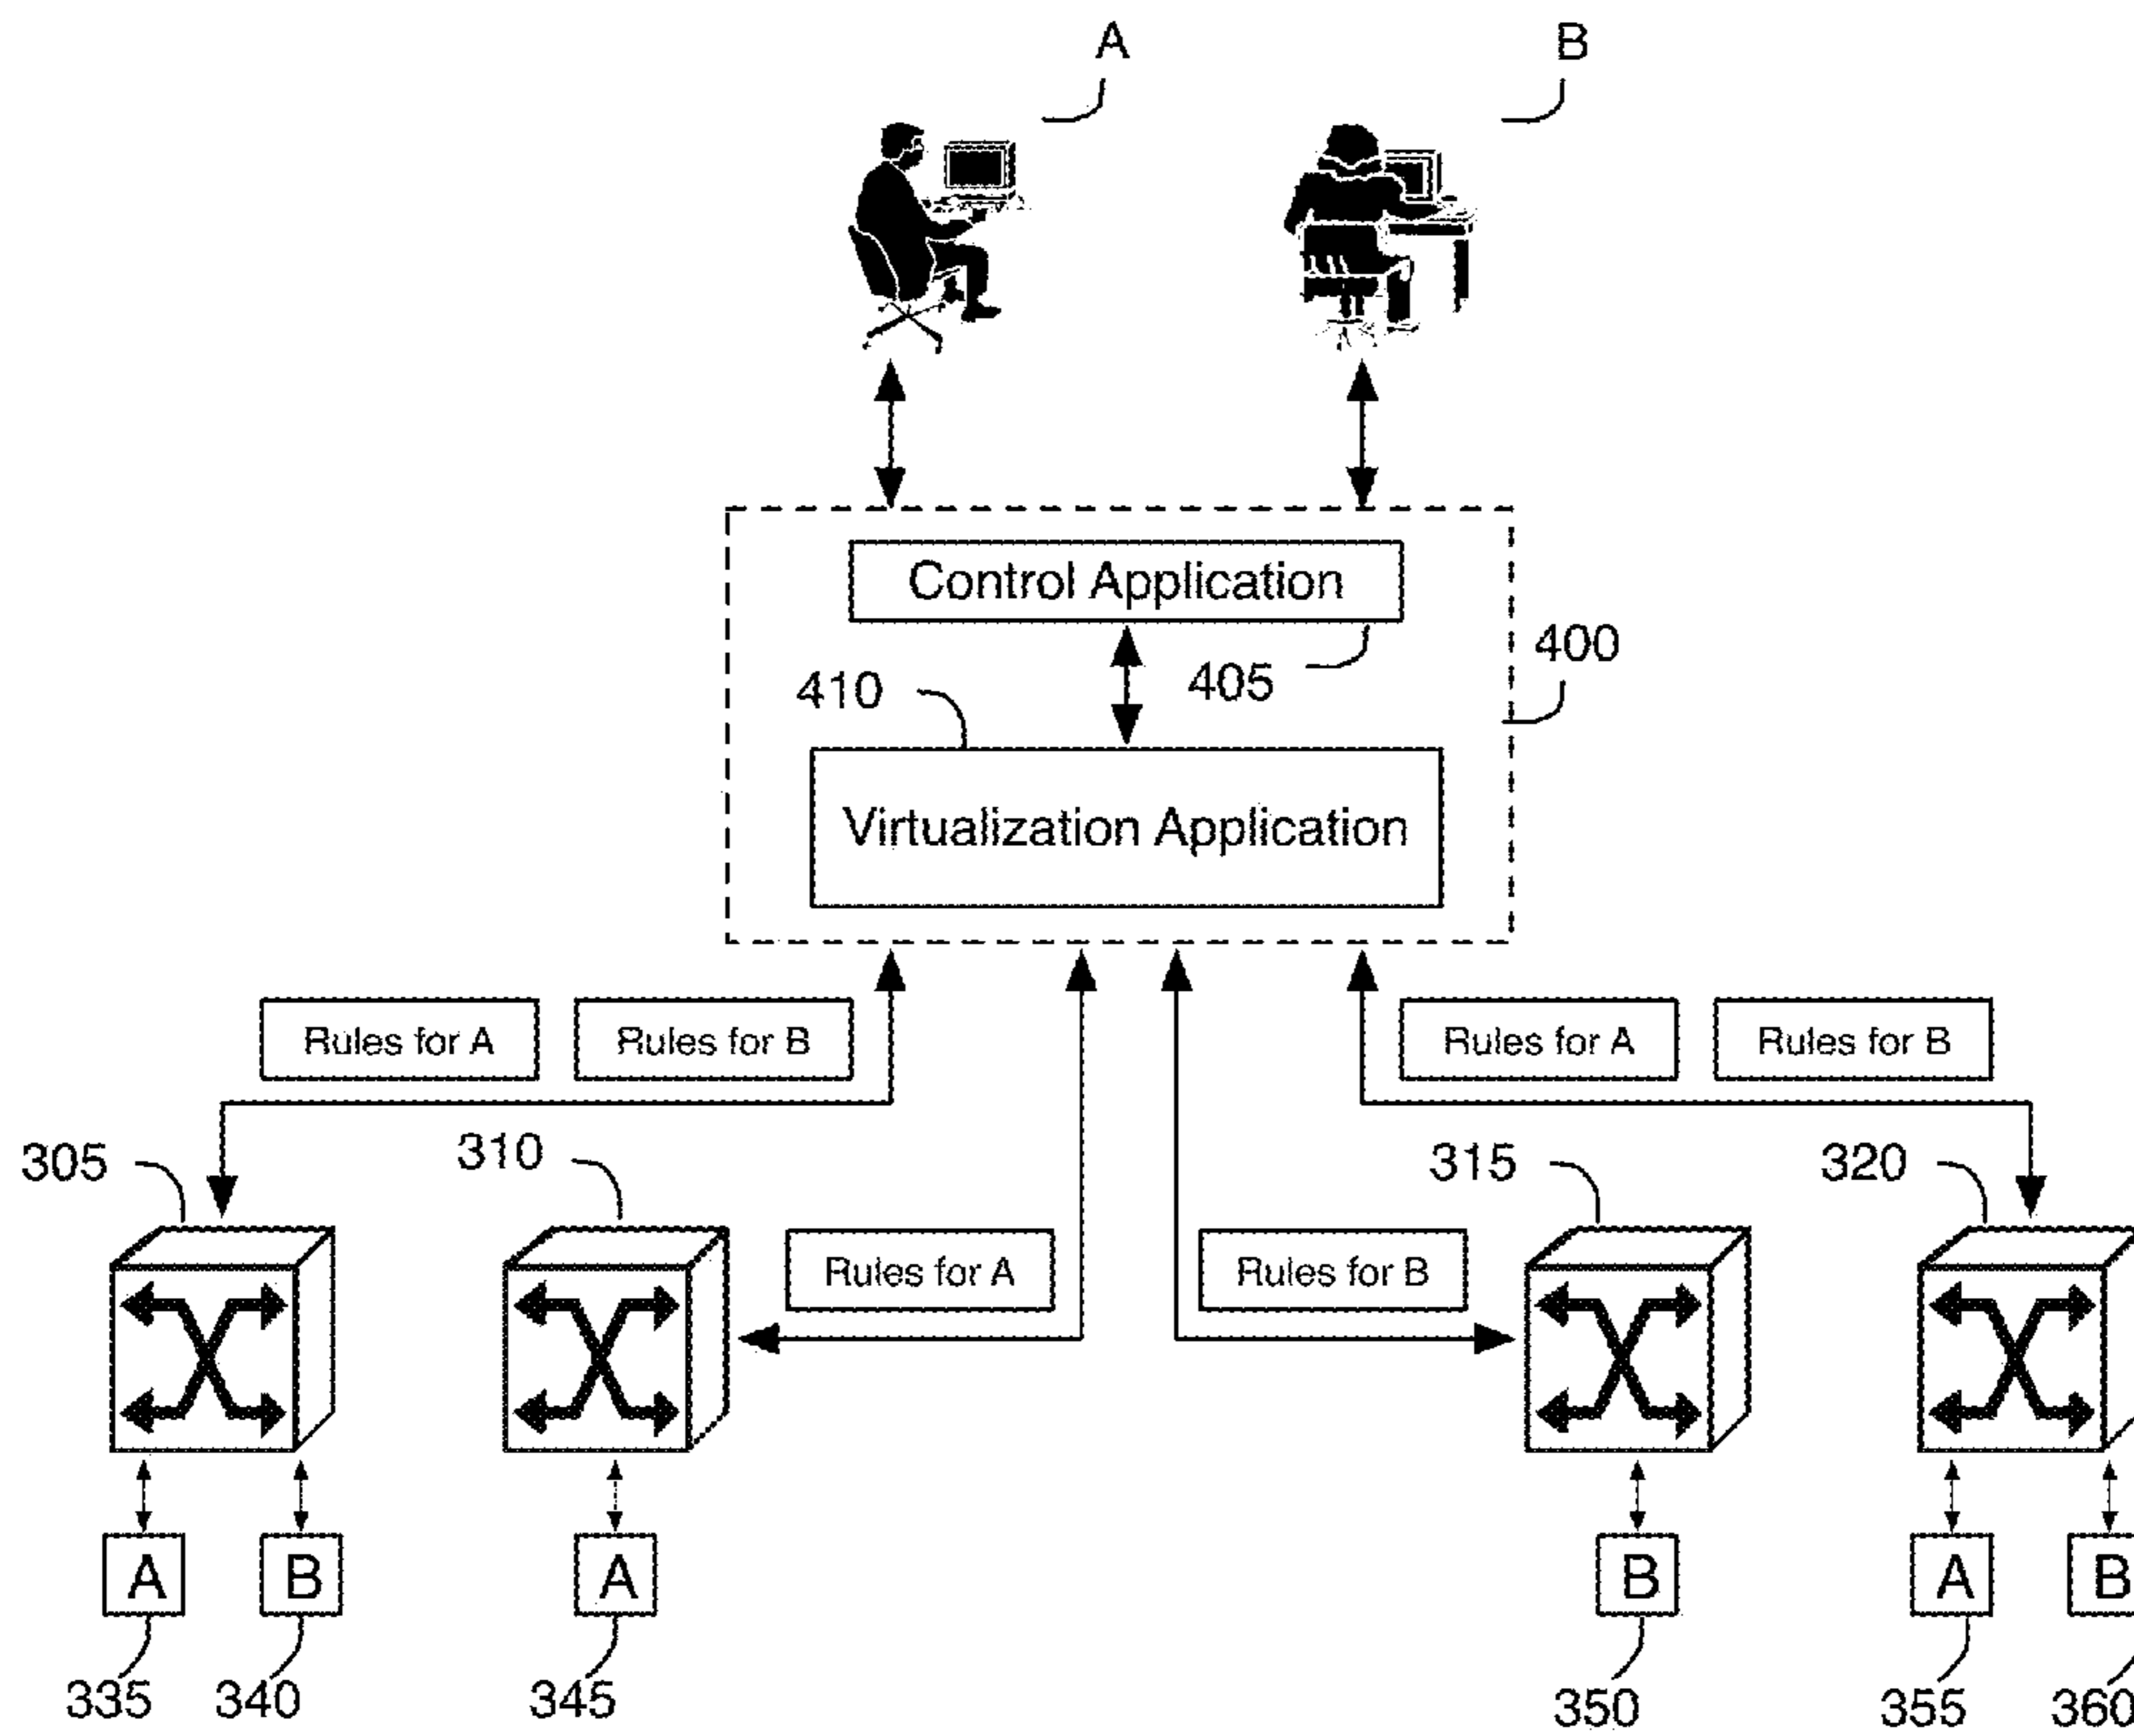 A B
Control Application
400
410 405
Virtualization Application
Rules for A Rules for B Rules for A Rules for B
305 310 315 320
Rules for A Rules for B
A B A B A B
335 340 345 350 355 360